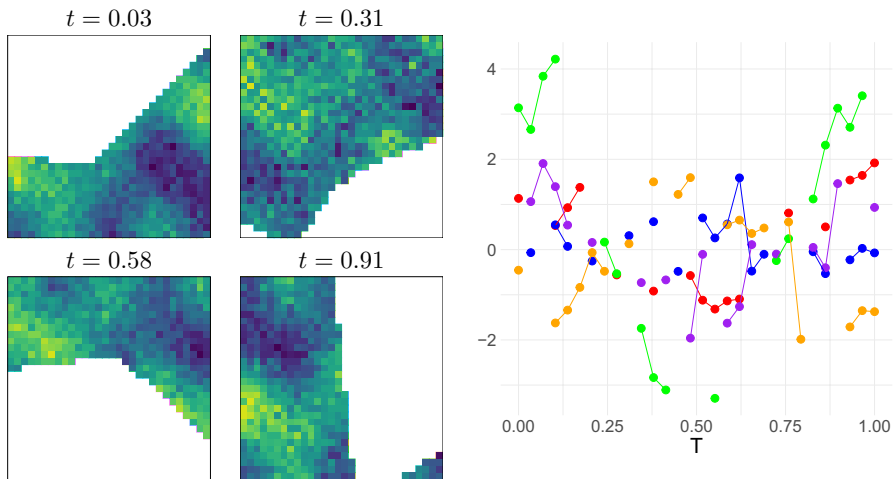 t = 0.03
t = 0.31
t = 0.58
t = 0.91
4
2
0
−2
0.00
0.25
0.50
0.75
1.00
T